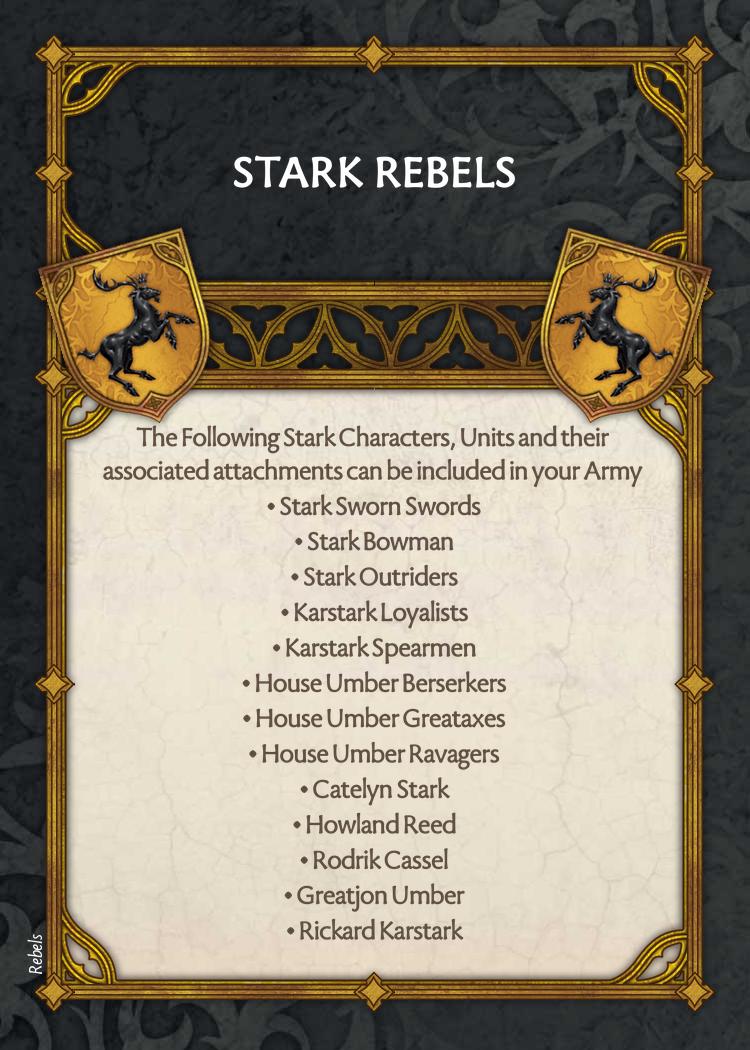 STARK REBELS
The Following Stark Characters, Units and their
associated attachments can be included in your Army
• Stark Sworn Swords
• Stark Bowman
• Stark Outriders
• Karstark Loyalists
• Karstark Spearmen
• House Umber Berserkers
• House Umber Greataxes
• House Umber Ravagers
• Catelyn Stark
• Howland Reed
• Rodrik Cassel
• Greatjon Umber
• Rickard Karstark
Rebels